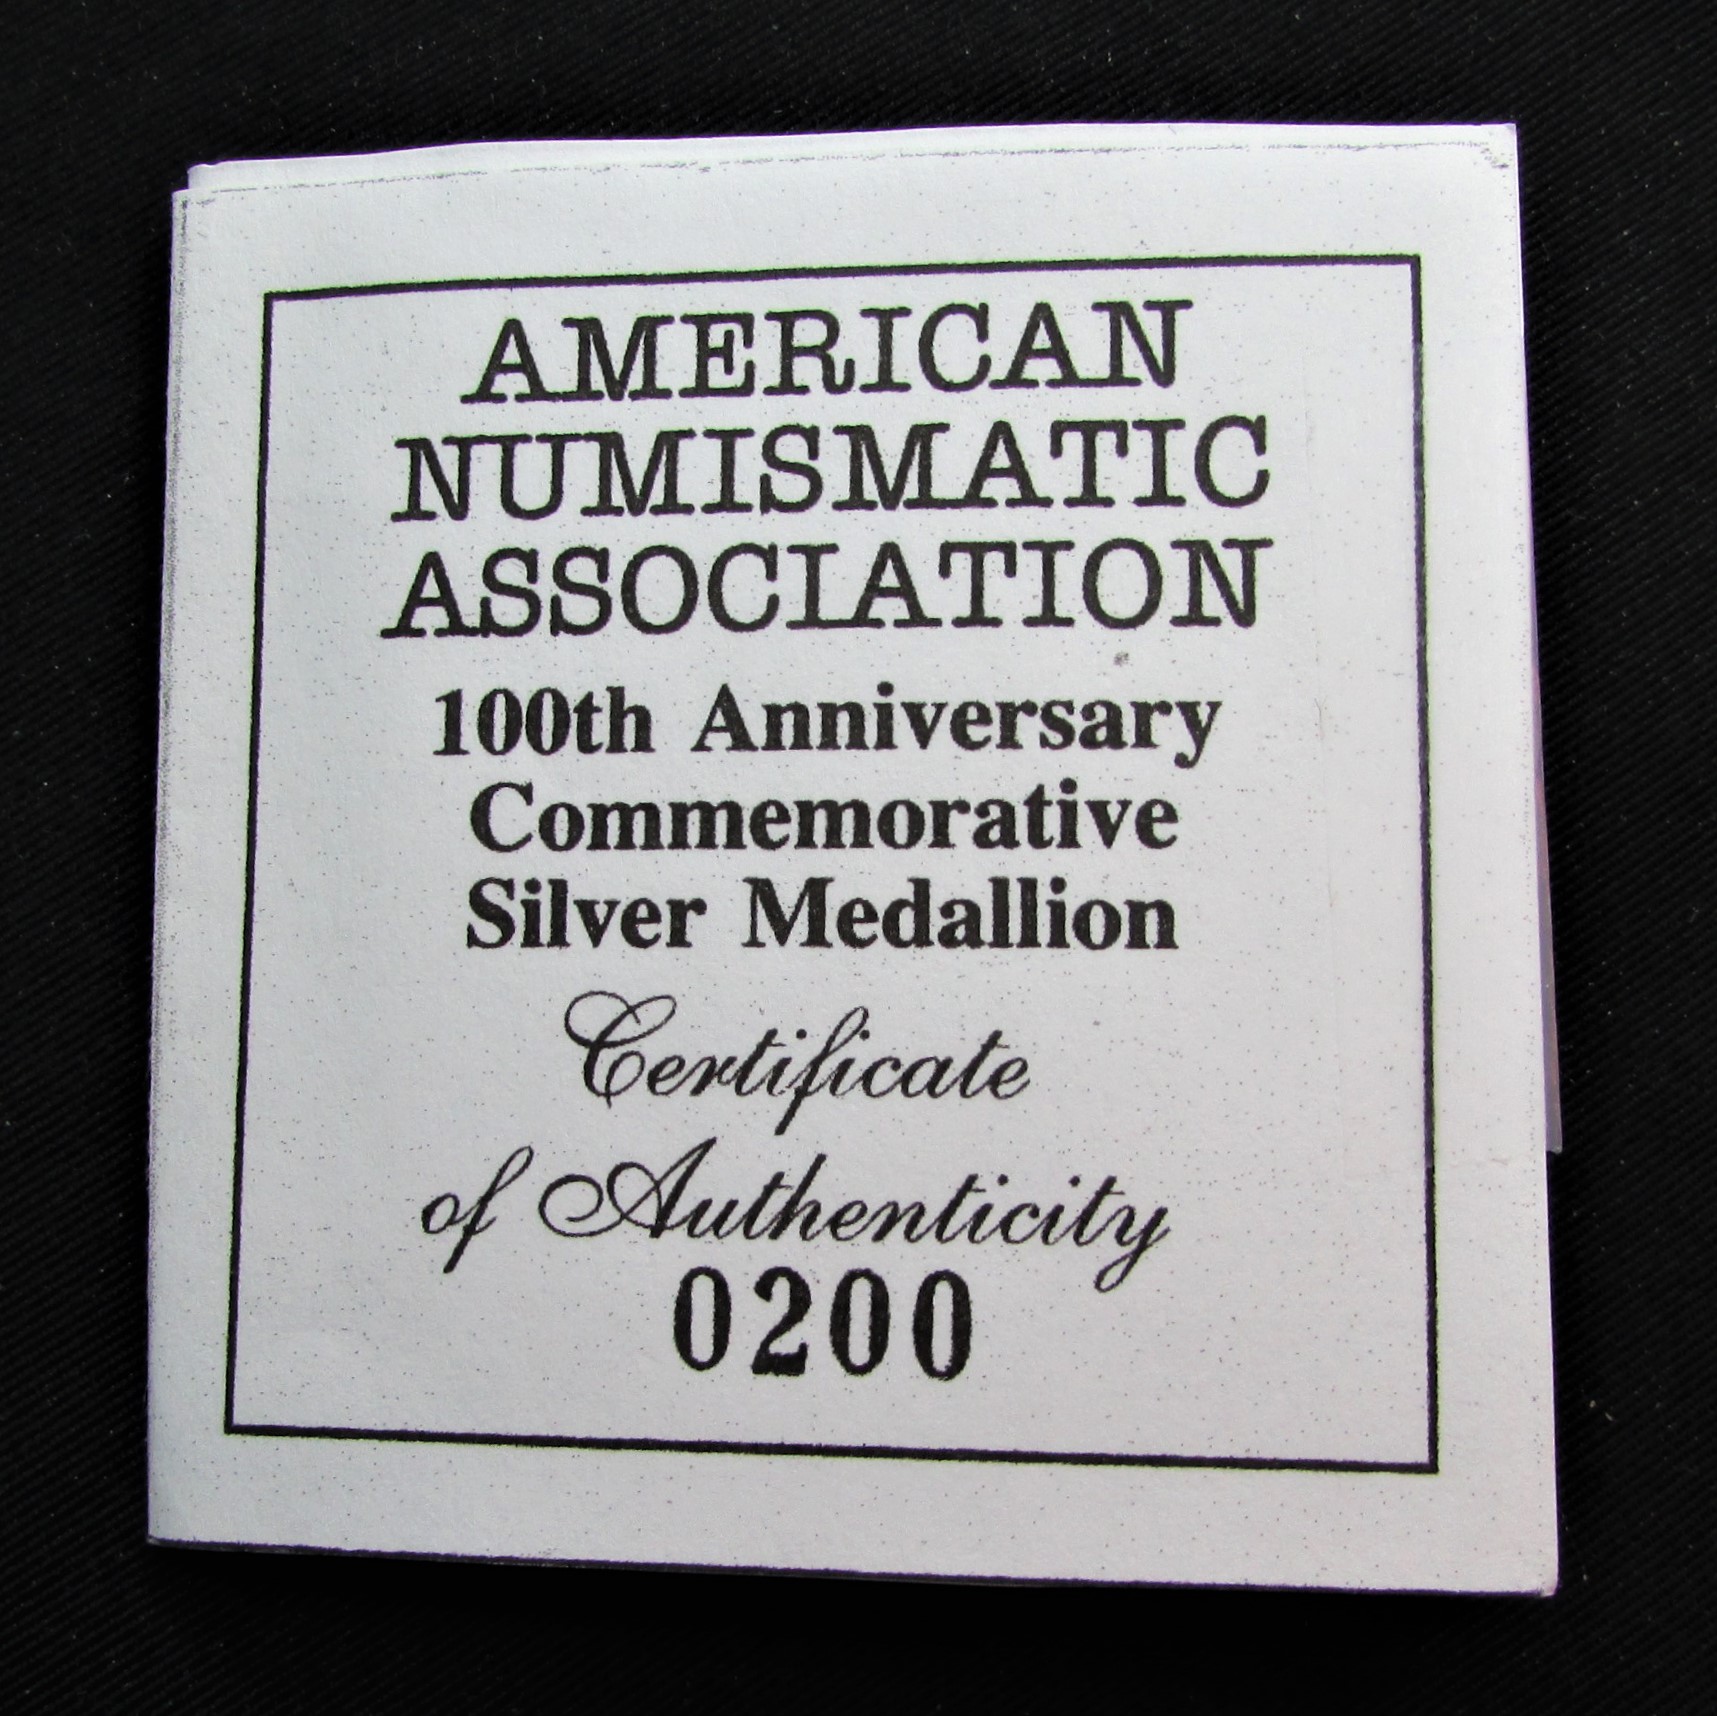 AMERICAN
NUMISMATIC
ASSOCIATION
100th Anniversary
Commemorative
Silver Medallion
Certificate
of Authenticity
0200